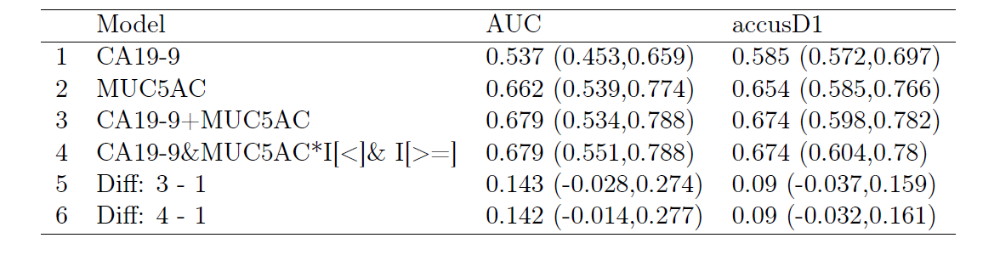 Model AUC accusD1
1 CA19-9 0.537 (0.453,0.659) 0.585 (0.572,0.697)
2 MUC5AC 0.662 (0.539,0.774) 0.654 (0.585,0.766)
3 CA19-9+MUC5AC 0.679 (0.534,0.788) 0.674 (0.598,0.782)
4 CA19-9&MUC5AC*I[<]& I[>=] 0.679 (0.551,0.788) 0.674 (0.604,0.78)
5 Diff: 3 - 1 0.143 (-0.028,0.274) 0.09 (-0.037,0.159)
6 Diff: 4 - 1 0.142 (-0.014,0.277) 0.09 (-0.032,0.161)